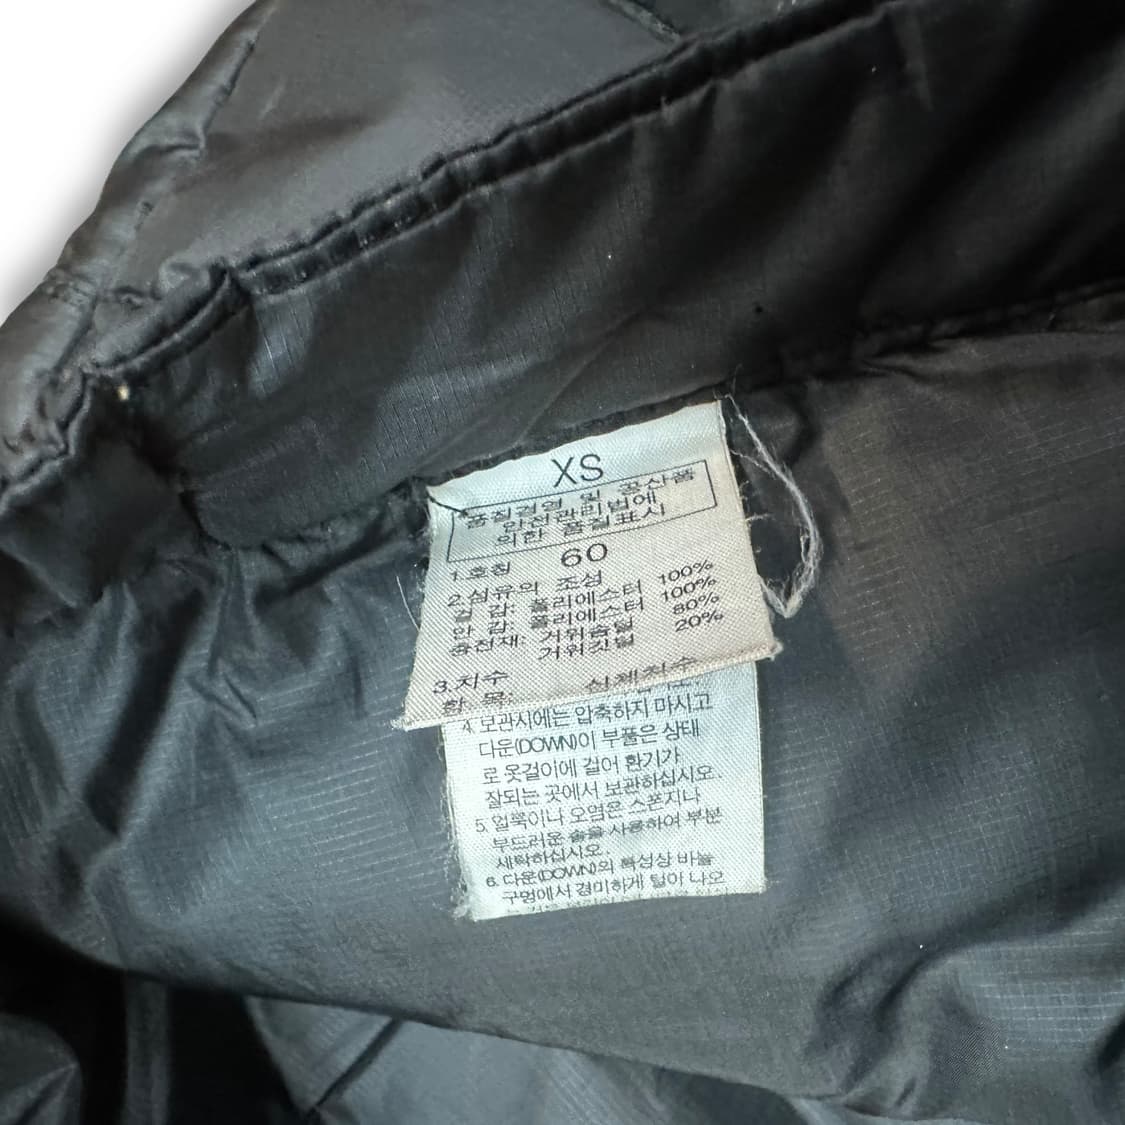 XS
품질경영 및 공산품
안전관리법에
의한 품질표시
1.호칭 60
2.섬유의 조성
겉 감: 폴리에스터 100%
안 감: 폴리에스터 100%
충전재: 거위솜털 80%
거위깃털 20%
3.치수
항 목: 신체치수
4.보관시에는 압축하지 마시고
다운(DOWN)이 부풀은 상태
로 옷걸이에 걸어 환기가
잘되는 곳에서 보관하십시오.
5.얼룩이나 오염은 스폰지나
부드러운 솔을 사용하여 부분
세탁하십시오.
6.다운(DOWN)의 특성상 바늘
구멍에서 경미하게 털이 나오